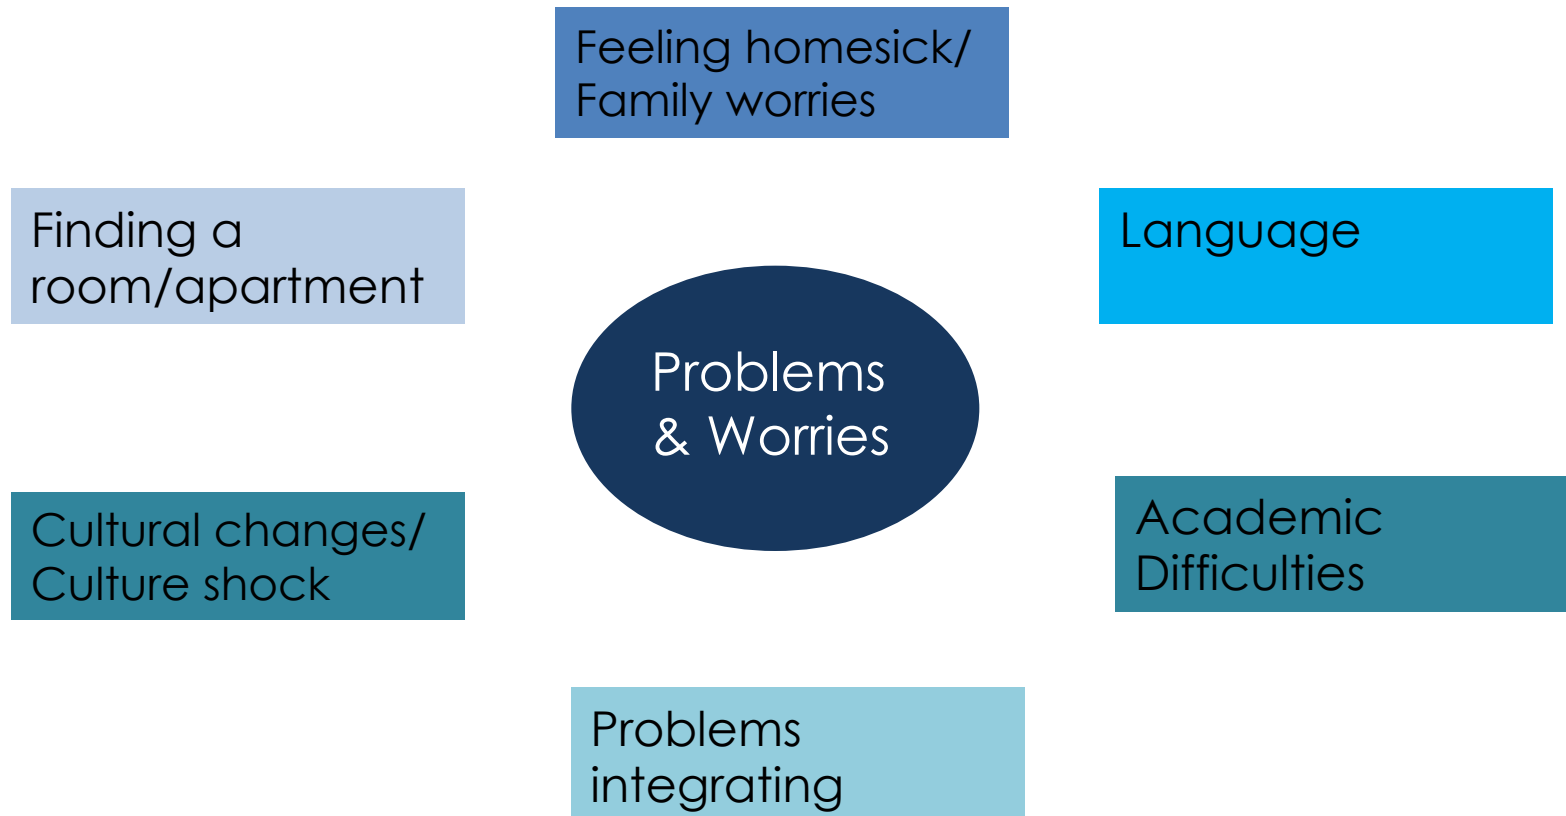 Feeling homesick/
Family worries
Finding a
room/apartment
Language
Problems
& Worries
Cultural changes/
Culture shock
Academic
Difficulties
Problems
integrating